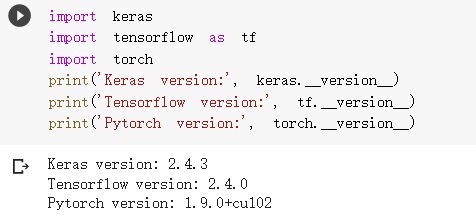 import keras
import tensorflow as tf
import torch
print('Keras version:', keras.__version__)
print('Tensorflow version:', tf.__version__)
print('Pytorch version:', torch.__version__)
Keras version: 2.4.3
Tensorflow version: 2.4.0
Pytorch version: 1.9.0+cu102